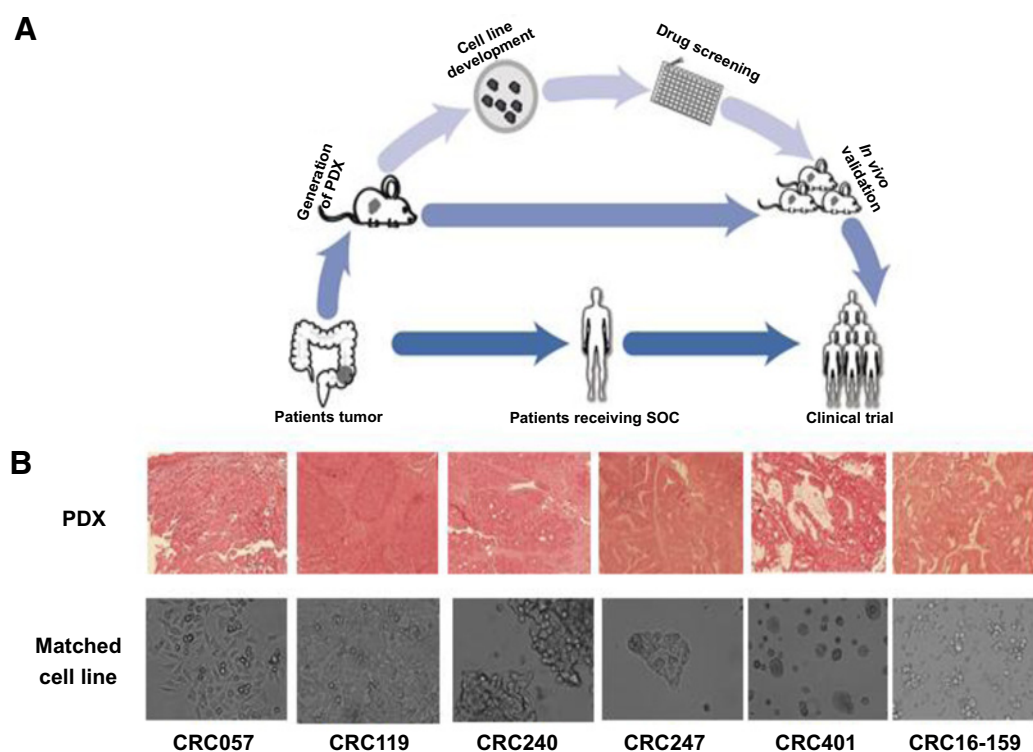 A
Cell line
development
Drug screening
Generation
of PDX
In vivo
validation
Patients tumor
Patients receiving SOC
Clinical trial
B
PDX
Matched
cell line
CRC057
CRC119
CRC240
CRC247
CRC401
CRC16-159